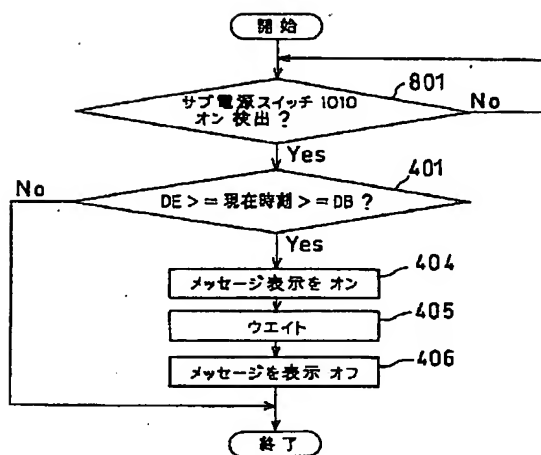 開始
サブ電源スイッチ 1010
オン 検出 ?
801
No
Yes
No
401
DE > = 現在時刻 > = DB ?
Yes
メッセージ表示を オン
404
ウエイト
405
メッセージを表示 オフ
406
終了